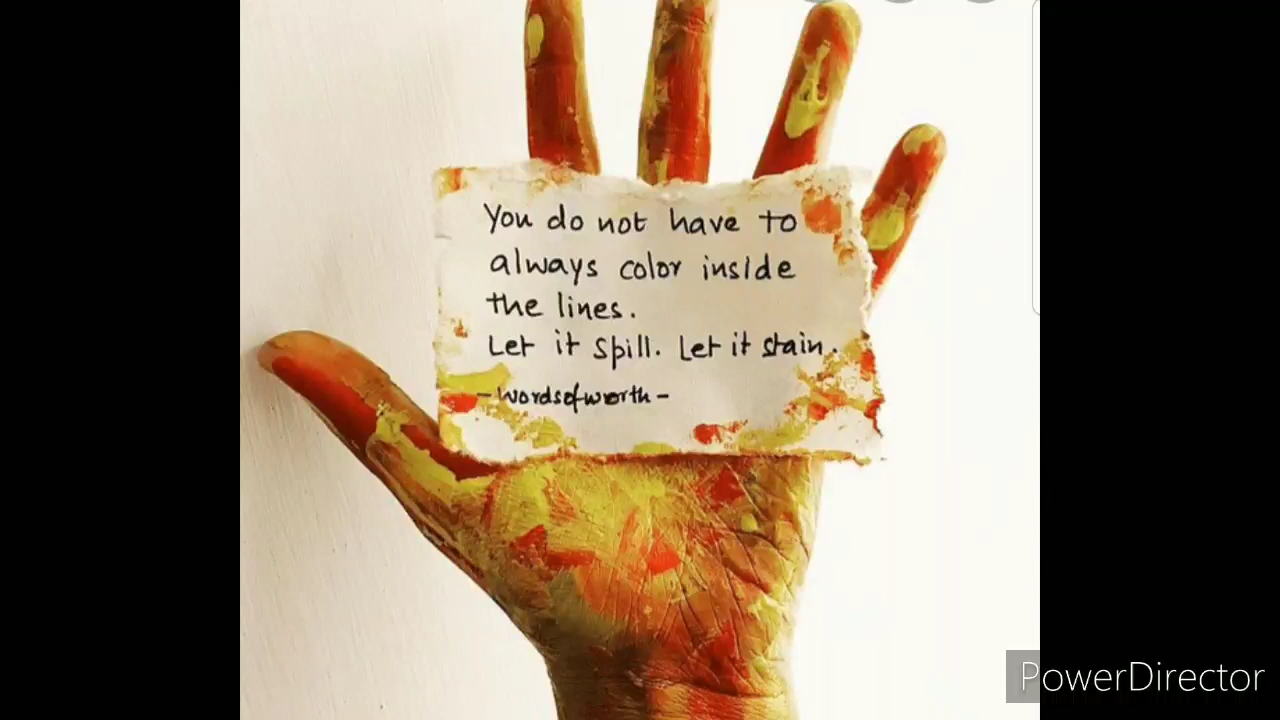 You do not have to
always color inside
the lines.
Let it spill. Let it stain.
- wordsofworth -
PowerDirector